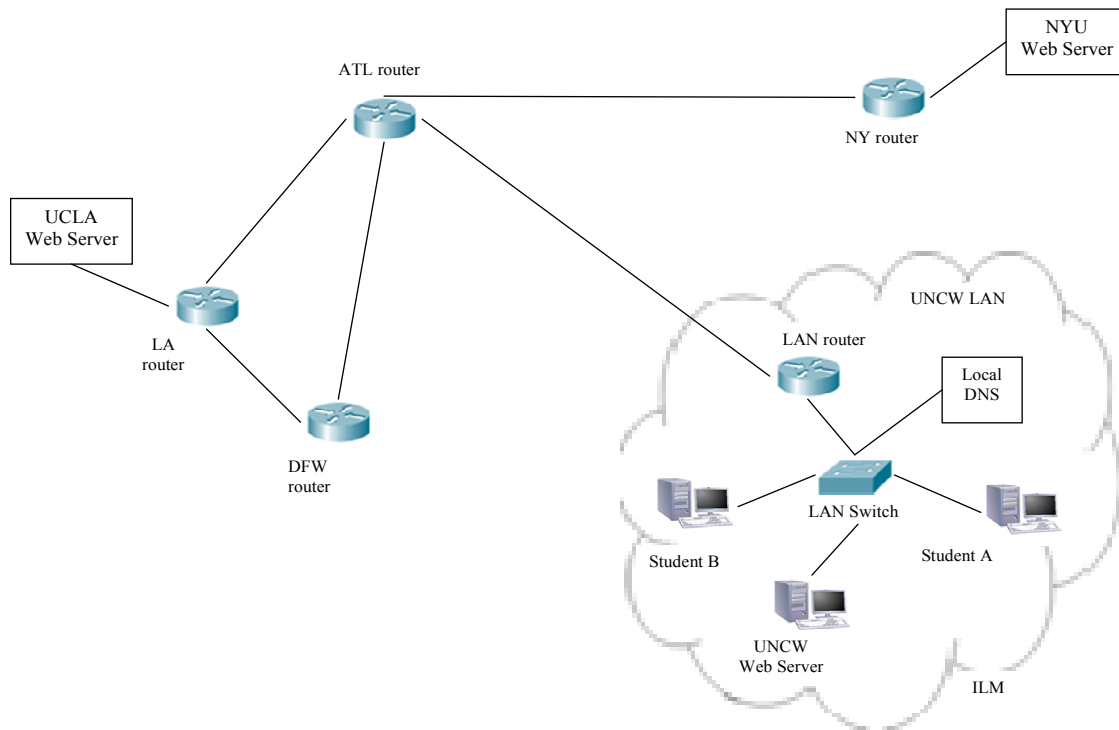 NYU
Web Server
ATL router
NY router
UCLA
Web Server
UNCW LAN
LA
router
LAN router
Local
DNS
DFW
router
LAN Switch
Student B
Student A
UNCW
Web Server
ILM